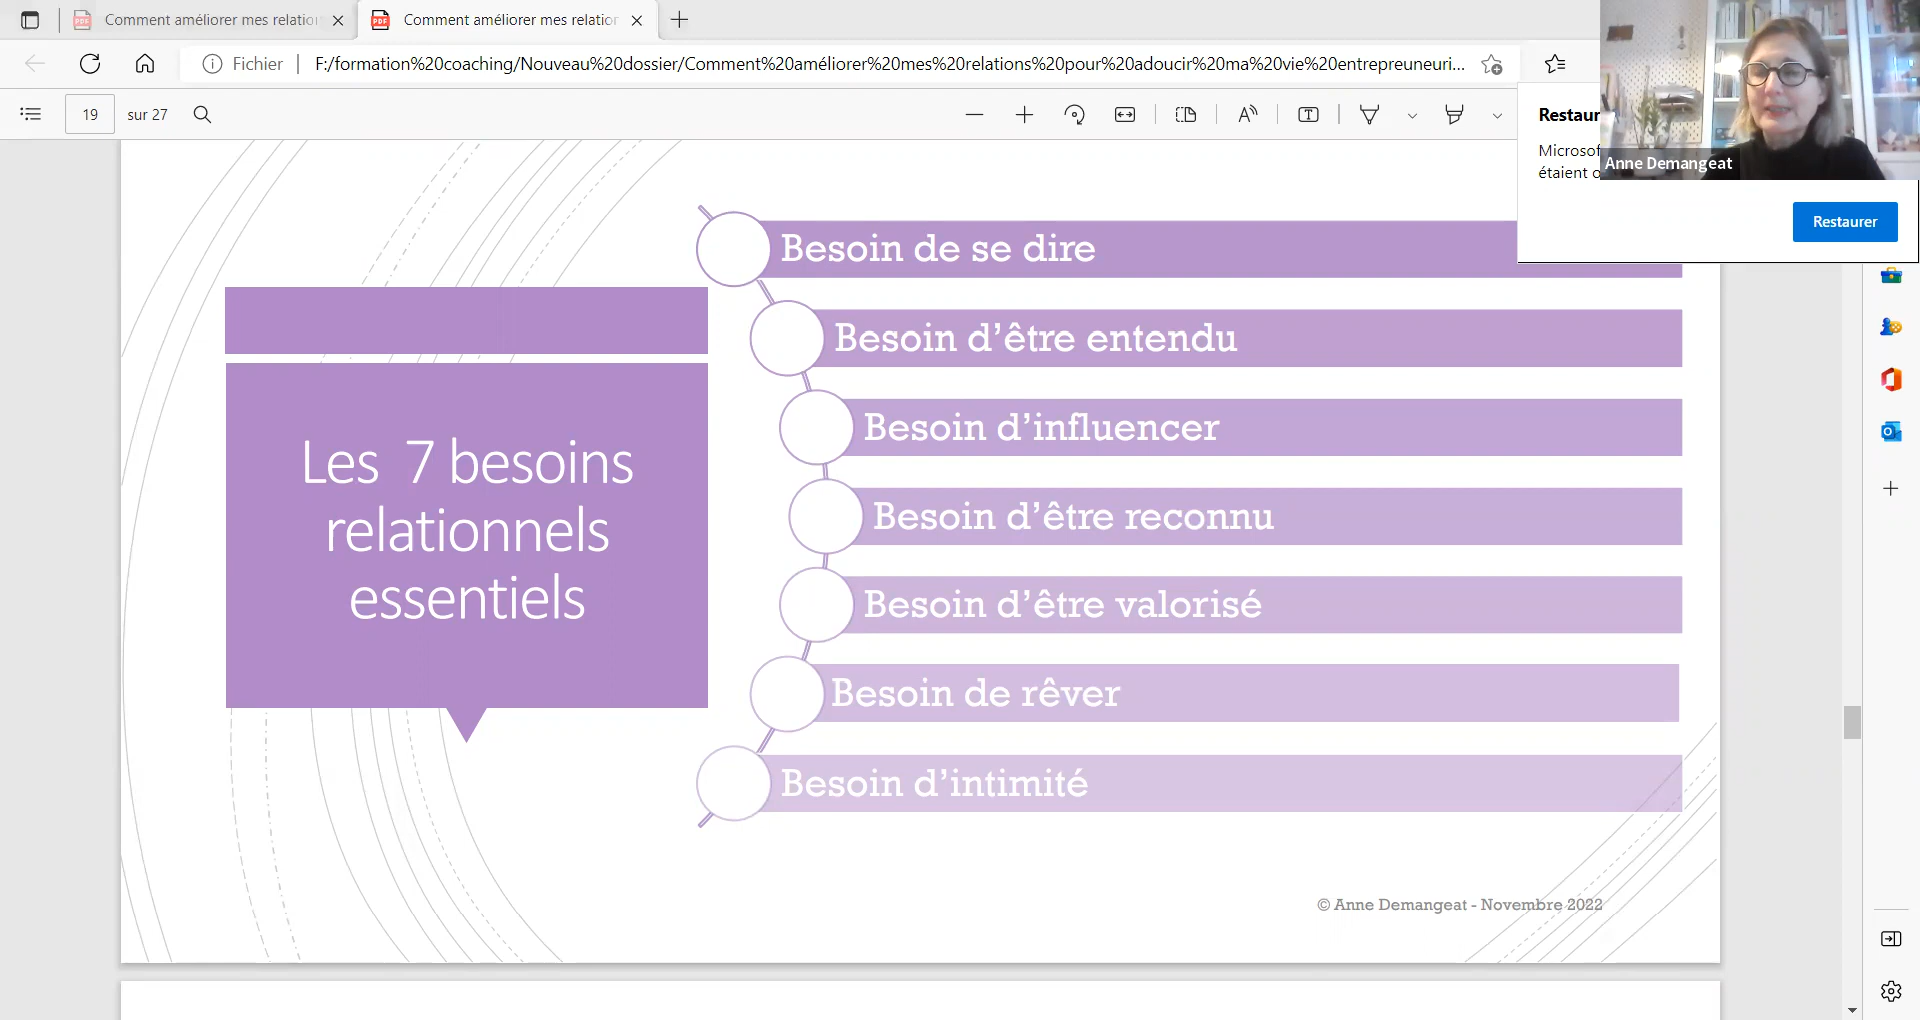 Comment améliorer mes relatio
Comment améliorer mes relatior
Fichier
F:/formation%20coaching/Nouveau%20dossier/Comment%20améliorer%20mes%20relations%20pour%20adoucir%20ma%20vie%20entrepreuneuri...
19
sur 27
Restaur
Microsof
étaient
Restaurer
Anne Demangeat
Les 7 besoins
relationnels
essentiels
Besoin de se dire
Besoin d’être entendu
Besoin d’influencer
Besoin d’être reconnu
Besoin d’être valorisé
Besoin de rêver
Besoin d’intimité
© Anne Demangeat - Novembre 2022